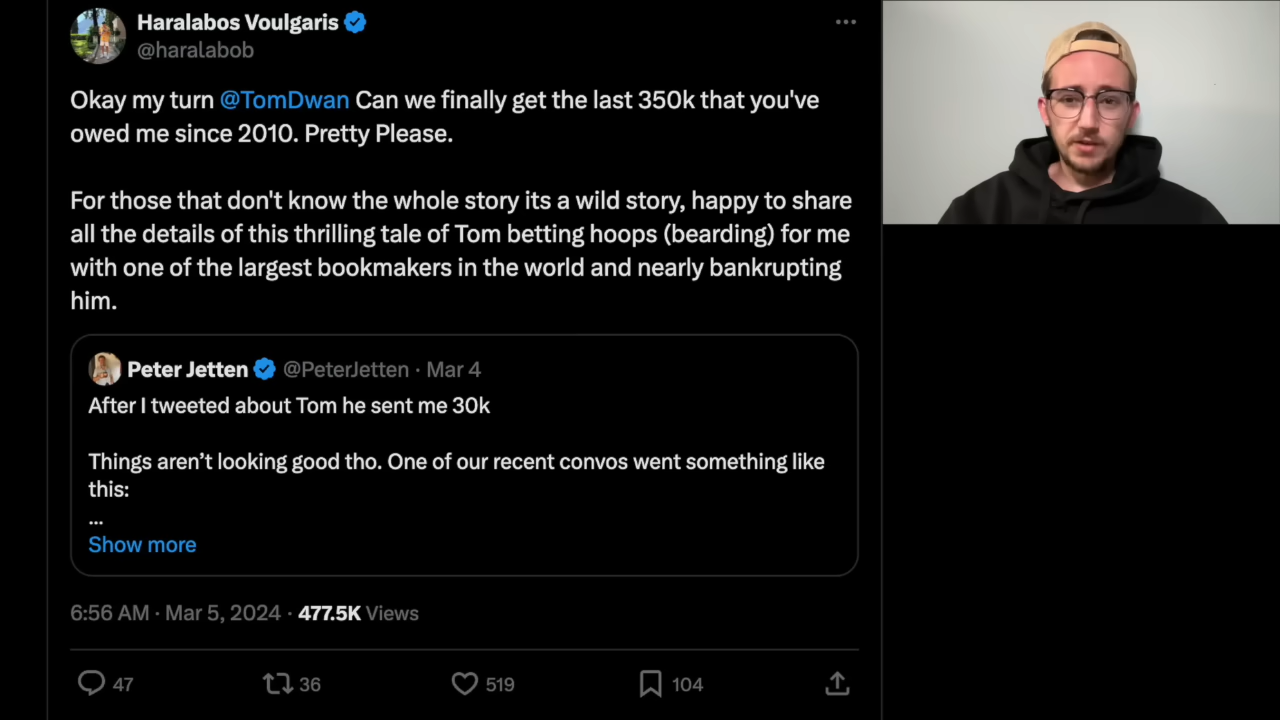 Haralabos Voulgaris
@haralabob
Okay my turn @TomDwan Can we finally get the last 350k that you've
owed me since 2010. Pretty Please.
For those that don't know the whole story its a wild story, happy to share
all the details of this thrilling tale of Tom betting hoops (bearding) for me
with one of the largest bookmakers in the world and nearly bankrupting
him.
Peter Jetten @PeterJetten · Mar 4
After I tweeted about Tom he sent me 30k
Things aren’t looking good tho. One of our recent convos went something like
this:
...
Show more
6:56 AM · Mar 5, 2024 · 477.5K Views
47 36 519 104